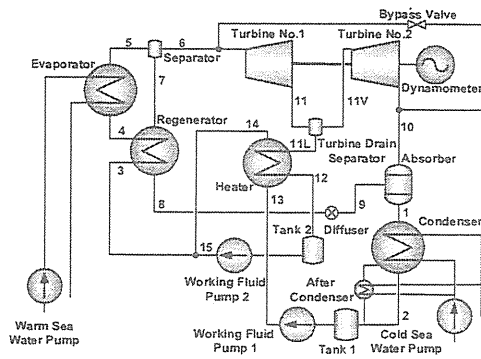 Bypass Valve
Turbine No.1
Turbine No.2
5
6
Separator
Evaporator
7
Dynamometer
11
11V
Regenerator
4
14
10
3
11L
Turbine Drain
Separator
Absorber
Heater
12
13
8
9
1
Condenser
Diffuser
Tank 2
15
Working Fluid
Pump 2
After
Condenser
Warm Sea
Water Pump
Working Fluid
Pump 1
Tank 1
2
Cold Sea
Water Pump